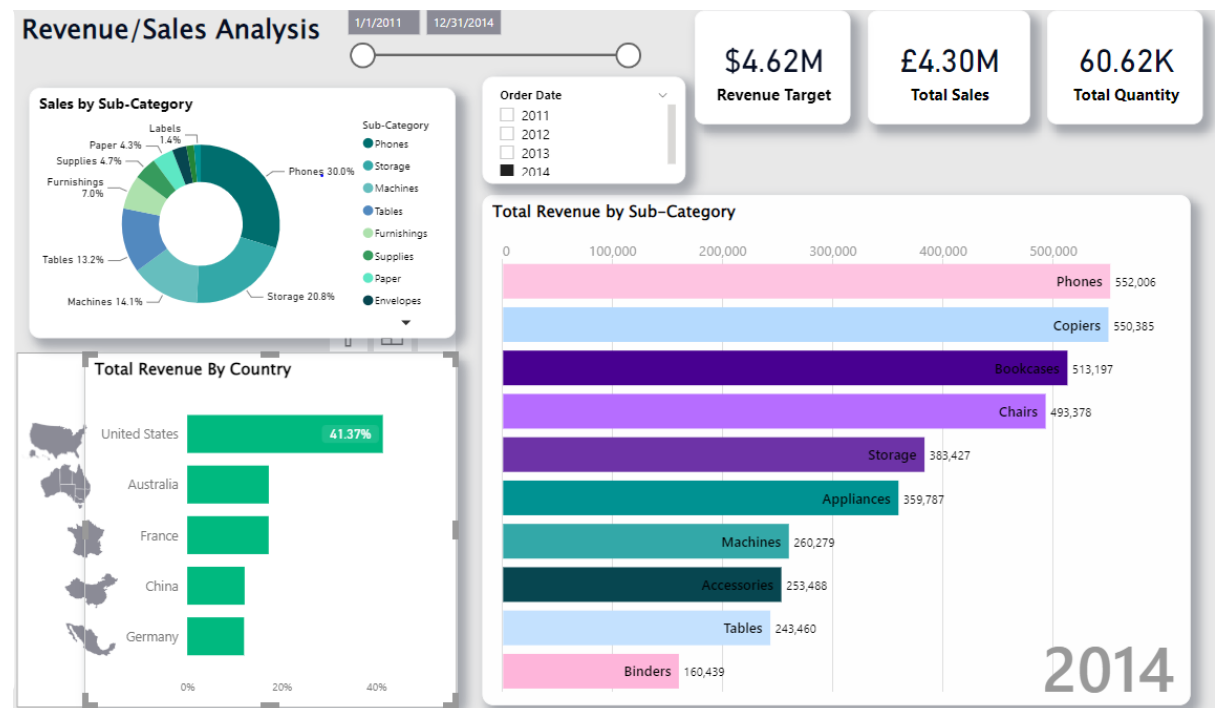 Revenue/Sales Analysis
1/1/2011
12/31/2014
$4.62M
Revenue Target
£4.30M
Total Sales
60.62K
Total Quantity
Sales by Sub-Category
Labels
1.4%
Paper 4.3%
Supplies 4.7%
Furnishings
7.0%
Tables 13.2%
Machines 14.1%
Storage 20.8%
Phones 30.0%
Sub-Category
Phones
Storage
Machines
Tables
Furnishings
Supplies
Paper
Envelopes
Order Date
2011
2012
2013
2014
Total Revenue By Country
United States
41.37%
Australia
France
China
Germany
0% 20% 40%
Total Revenue by Sub-Category
0 100,000 200,000 300,000 400,000 500,000
Phones 552,006
Copiers 550,385
Bookcases 513,197
Chairs 493,378
Storage 383,427
Appliances 359,787
Machines 260,279
Accessories 253,488
Tables 243,460
Binders 160,439
2014